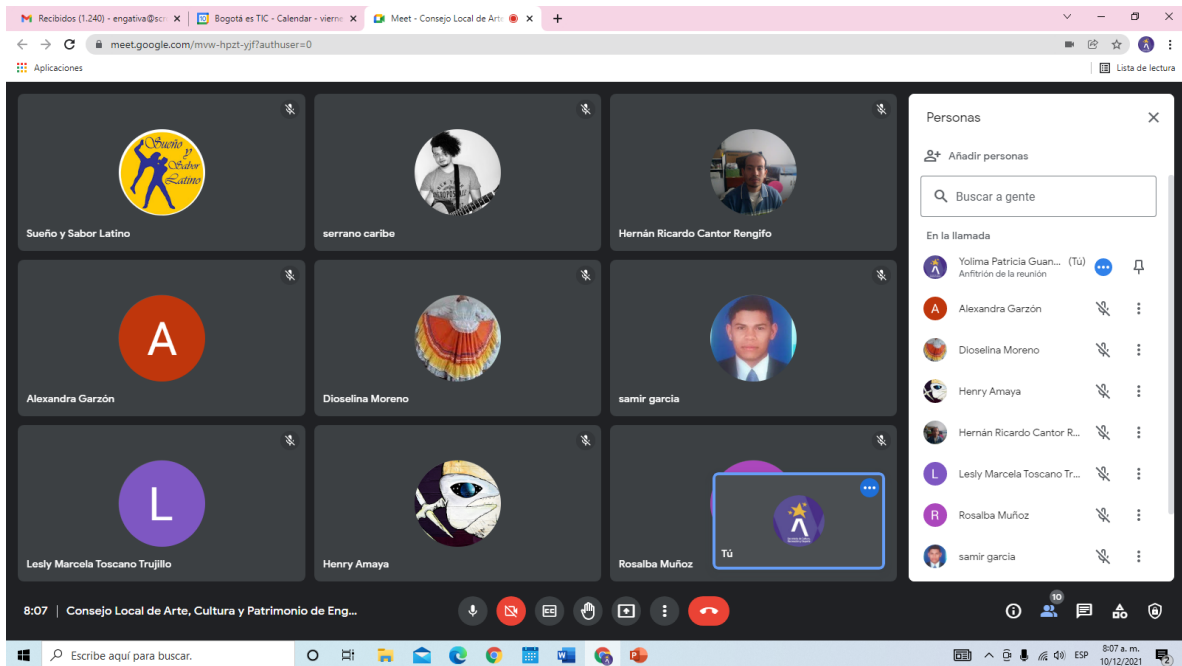 Recibidos (1.240) - engativa@scr
Bogotá es TIC - Calendar - vierne
Meet - Consejo Local de Arte
meet.google.com/mvw-hpzt-yjf?authuser=0
Aplicaciones
Lista de lectura
Sueño y Sabor Latino
Sueño y Sabor Latino
serrano caribe
Hernán Ricardo Cantor Rengifo
A
Alexandra Garzón
Dioselina Moreno
samir garcia
L
Lesly Marcela Toscano Trujillo
Henry Amaya
Rosalba Muñoz
Tú
Personas
Añadir personas
Buscar a gente
En la llamada
Yolima Patricia Guan... (Tú)
Anfitrión de la reunión
A Alexandra Garzón
Dioselina Moreno
Henry Amaya
Hernán Ricardo Cantor R...
L Lesly Marcela Toscano Tr...
R Rosalba Muñoz
samir garcia
8:07 | Consejo Local de Arte, Cultura y Patrimonio de Eng...
10
Escribe aquí para buscar.
ESP
8:07 a. m.
10/12/2021
2